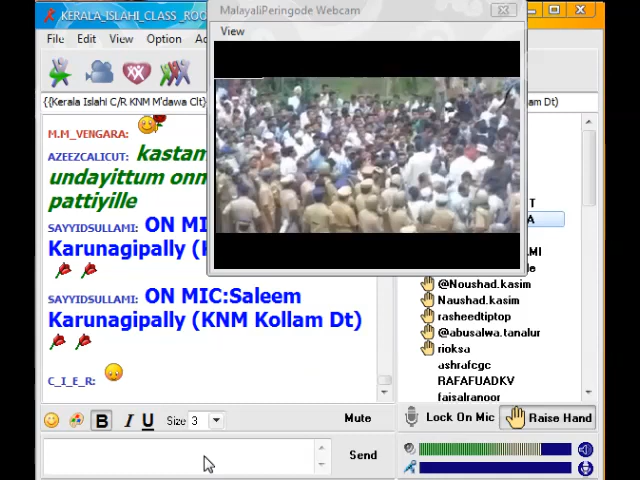 KERALA_ISLAHI_CLASS_ROO
MalayaliPeringode Webcam
View
File Edit View Option
{{Kerala Islahi C/R KNM M'dawa Clt}
am Dt)
M.M_VENGARA:
AZEEZCALICUT: kastam
undayittum onn
pattiyille
SAYYIDSULLAMI: ON MI
Karunagipally (
SAYYIDSULLAMI: ON MIC:Saleem
Karunagipally (KNM Kollam Dt)
C_I_E_R:
@Noushad.kasim
Naushad.kasim
rasheedtiptop
@abusalwa.tanalur
rioksa
ashrafcgc
RAFAFUADKV
faisalranoor
B I U Size 3
Mute
Lock On Mic
Raise Hand
Send